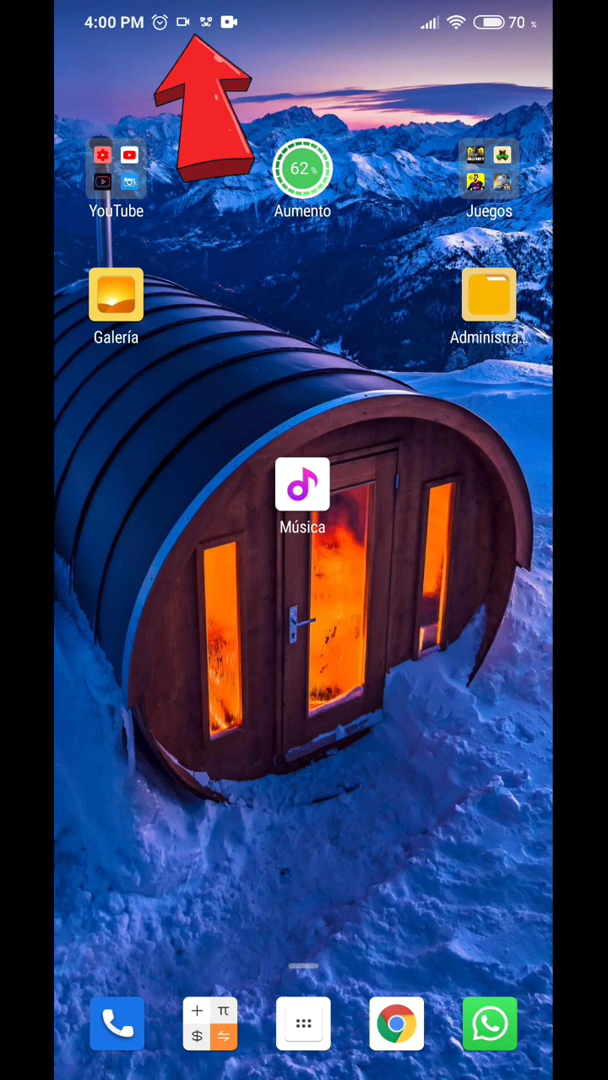 4:00 PM 70 %
62 %
YouTube Aumento Juegos
Galería Administra...
Música
+ π
$